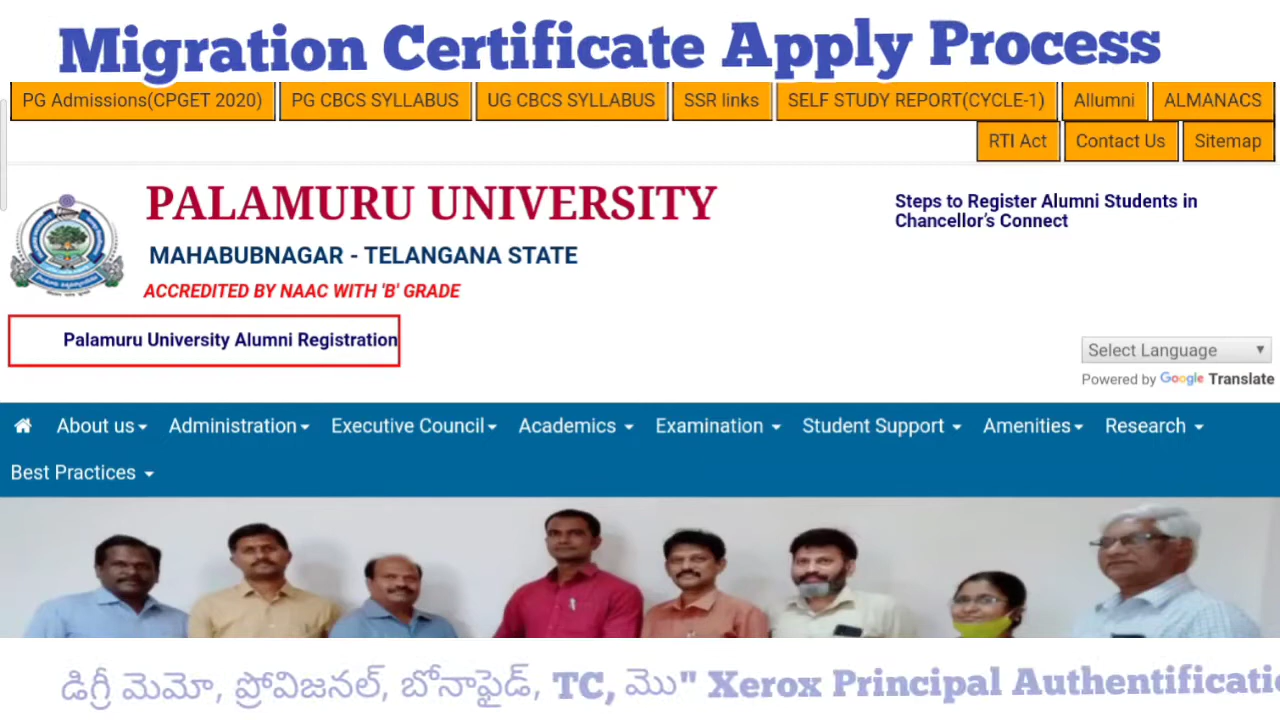 Migration Certificate Apply Process
PG Admissions(CPGET 2020) PG CBCS SYLLABUS UG CBCS SYLLABUS SSR links SELF STUDY REPORT(CYCLE-1) Allumni ALMANACS
RTI Act Contact Us Sitemap
PALAMURU UNIVERSITY
MAHABUBNAGAR - TELANGANA STATE
ACCREDITED BY NAAC WITH 'B' GRADE
Steps to Register Alumni Students in
Chancellor's Connect
Palamuru University Alumni Registration
Select Language
Powered by Google Translate
About us Administration Executive Council Academics Examination Student Support Amenities Research
Best Practices
డిగ్రీ మెమో, ప్రోవిజనల్, బోనాఫైడ్, TC, మొ" Xerox Principal Authentificatio